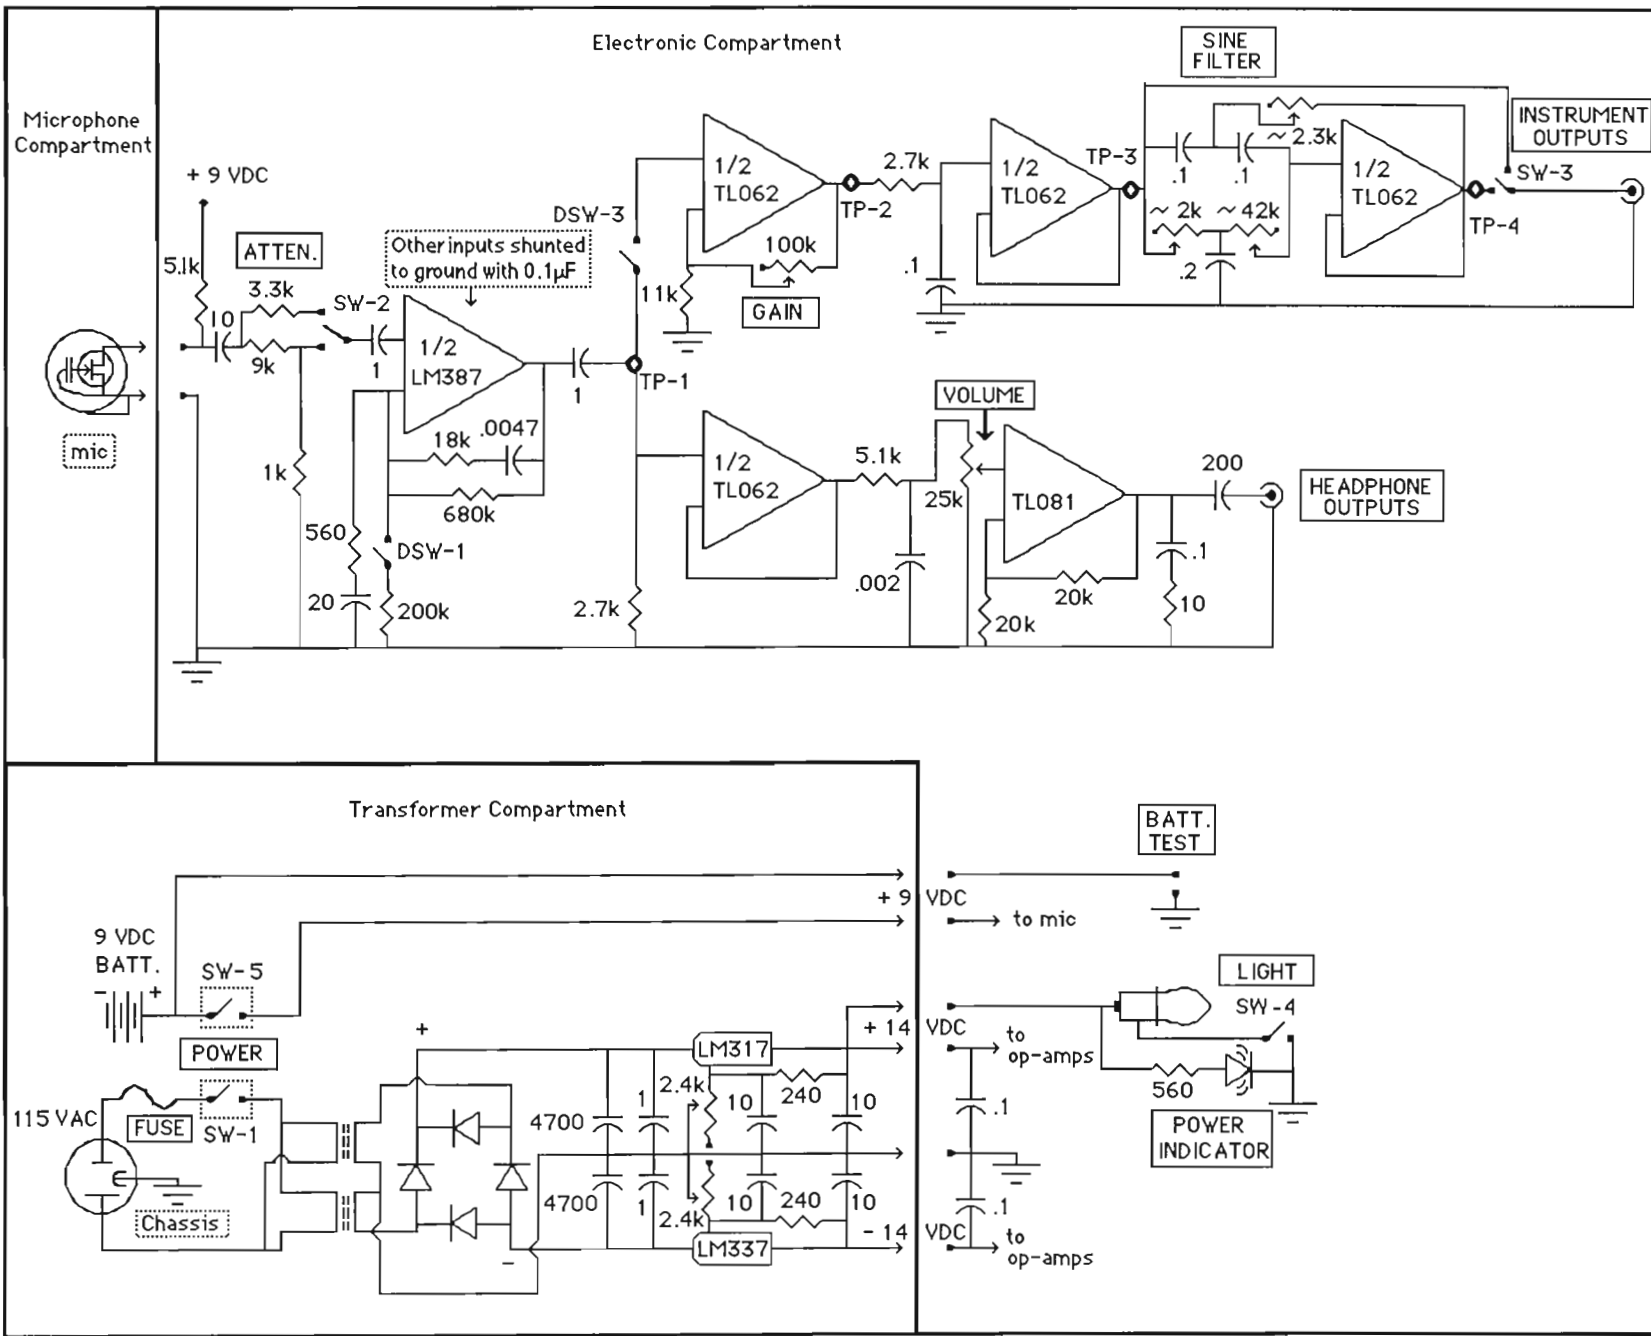 Electronic Compartment
Microphone
Compartment
SINE
FILTER
INSTRUMENT
OUTPUTS
+ 9 VDC
5.1k
ATTEN.
3.3k
10
9k
SW-2
1
1k
mic
Other inputs shunted
to ground with 0.1µF
1/2
LM387
1
TP-1
18k
.0047
680k
560
DSW-1
20
200k
2.7k
DSW-3
1/2
TL062
TP-2
100k
11k
GAIN
2.7k
.1
1/2
TL062
TP-3
.1
.1
~ 2.3k
~ 2k
~ 42k
.2
1/2
TL062
TP-4
SW-3
1/2
TL062
5.1k
.002
VOLUME
25k
TL081
20k
20k
.1
10
200
HEADPHONE
OUTPUTS
Transformer Compartment
9 VDC
BATT.
-
+
SW-5
POWER
115 VAC
FUSE
SW-1
Chassis
+
-
4700
4700
1
1
LM317
2.4k
10
240
10
2.4k
10
240
10
LM337
+ 9
VDC
to mic
BATT.
TEST
+ 14
VDC
to
op-amps
.1
.1
- 14
VDC
to
op-amps
LIGHT
SW-4
560
POWER
INDICATOR